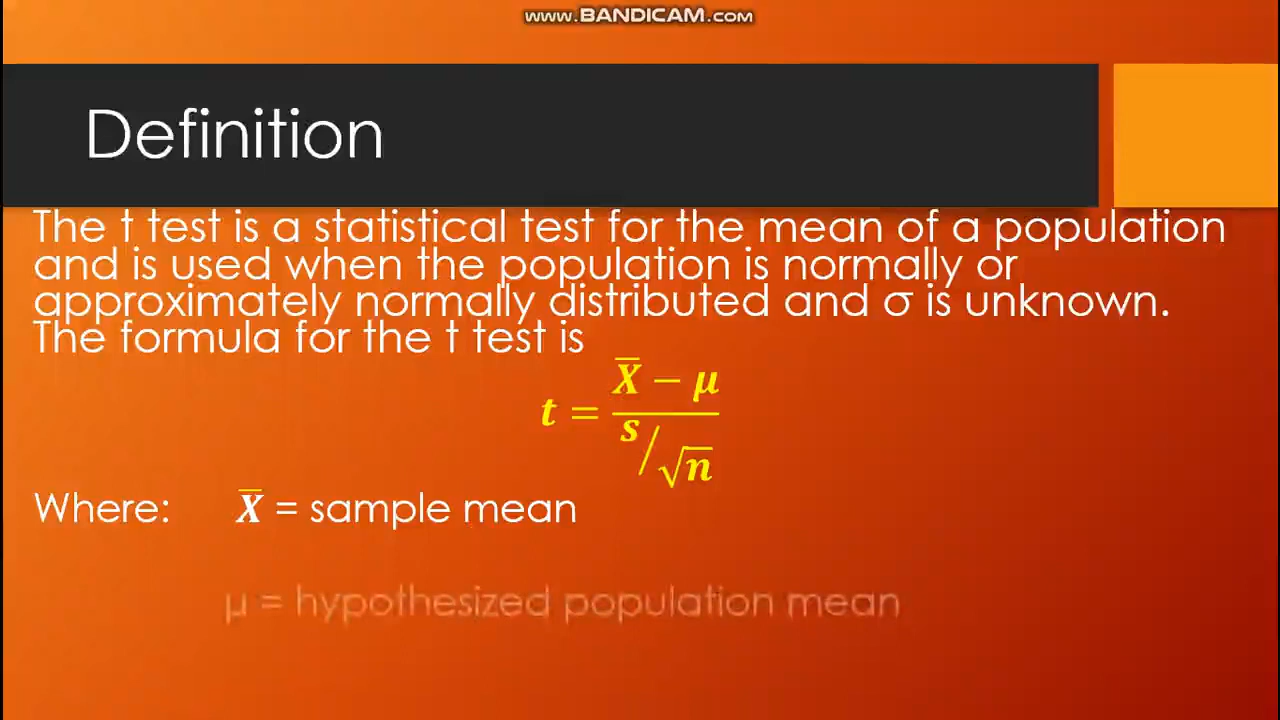 www.BANDICAM.com
Definition
The t test is a statistical test for the mean of a population
and is used when the population is normally or
approximately normally distributed and σ is unknown.
The formula for the t test is
t = (X̅ − μ) / (s/√n)
Where: X̅ = sample mean
μ = hypothesized population mean